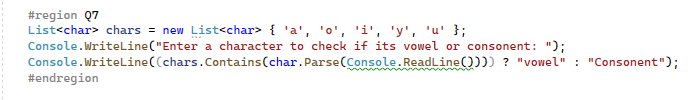 #region Q7
List<char> chars = new List<char> { 'a', 'o', 'i', 'y', 'u' };
Console.WriteLine("Enter a character to check if its vowel or consonent: ");
Console.WriteLine((chars.Contains(char.Parse(Console.ReadLine()))) ? "vowel" : "Consonent");
#endregion